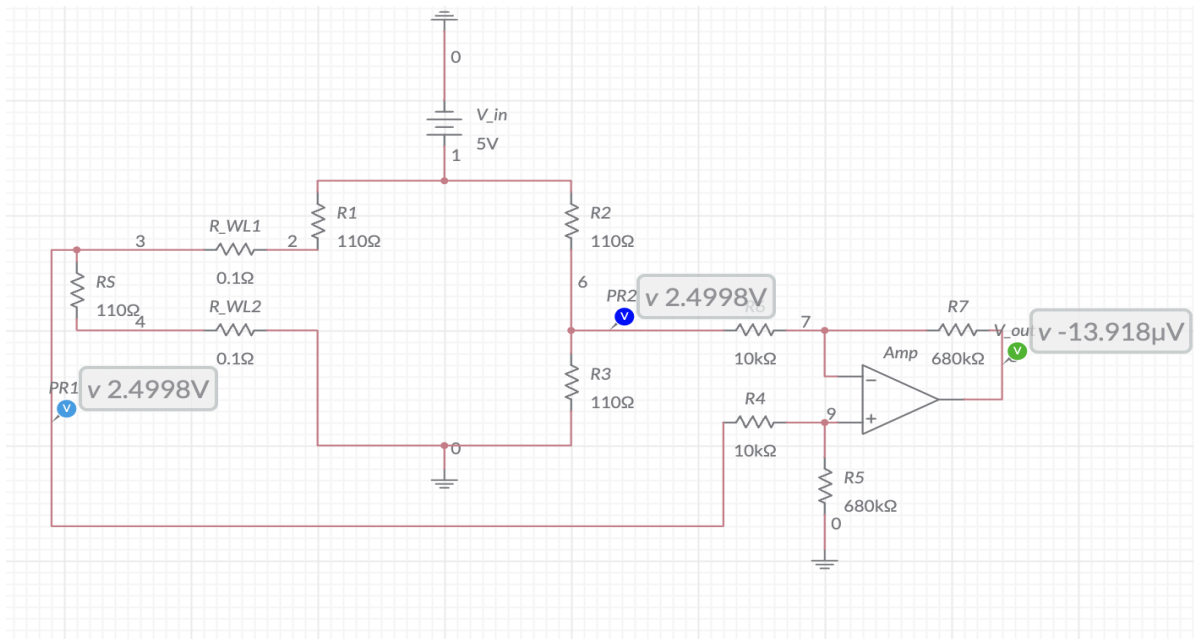 0
V_in
5V
1
R1
110Ω
R2
110Ω
R_WL1
3
2
0.1Ω
RS
110Ω
4
R_WL2
0.1Ω
6
PR2
v 2.4998V
V
R6
10kΩ
7
R7
680kΩ
V_out
v -13.918µV
V
Amp
−
+
R3
110Ω
PR1
v 2.4998V
V
R4
10kΩ
9
0
R5
680kΩ
0